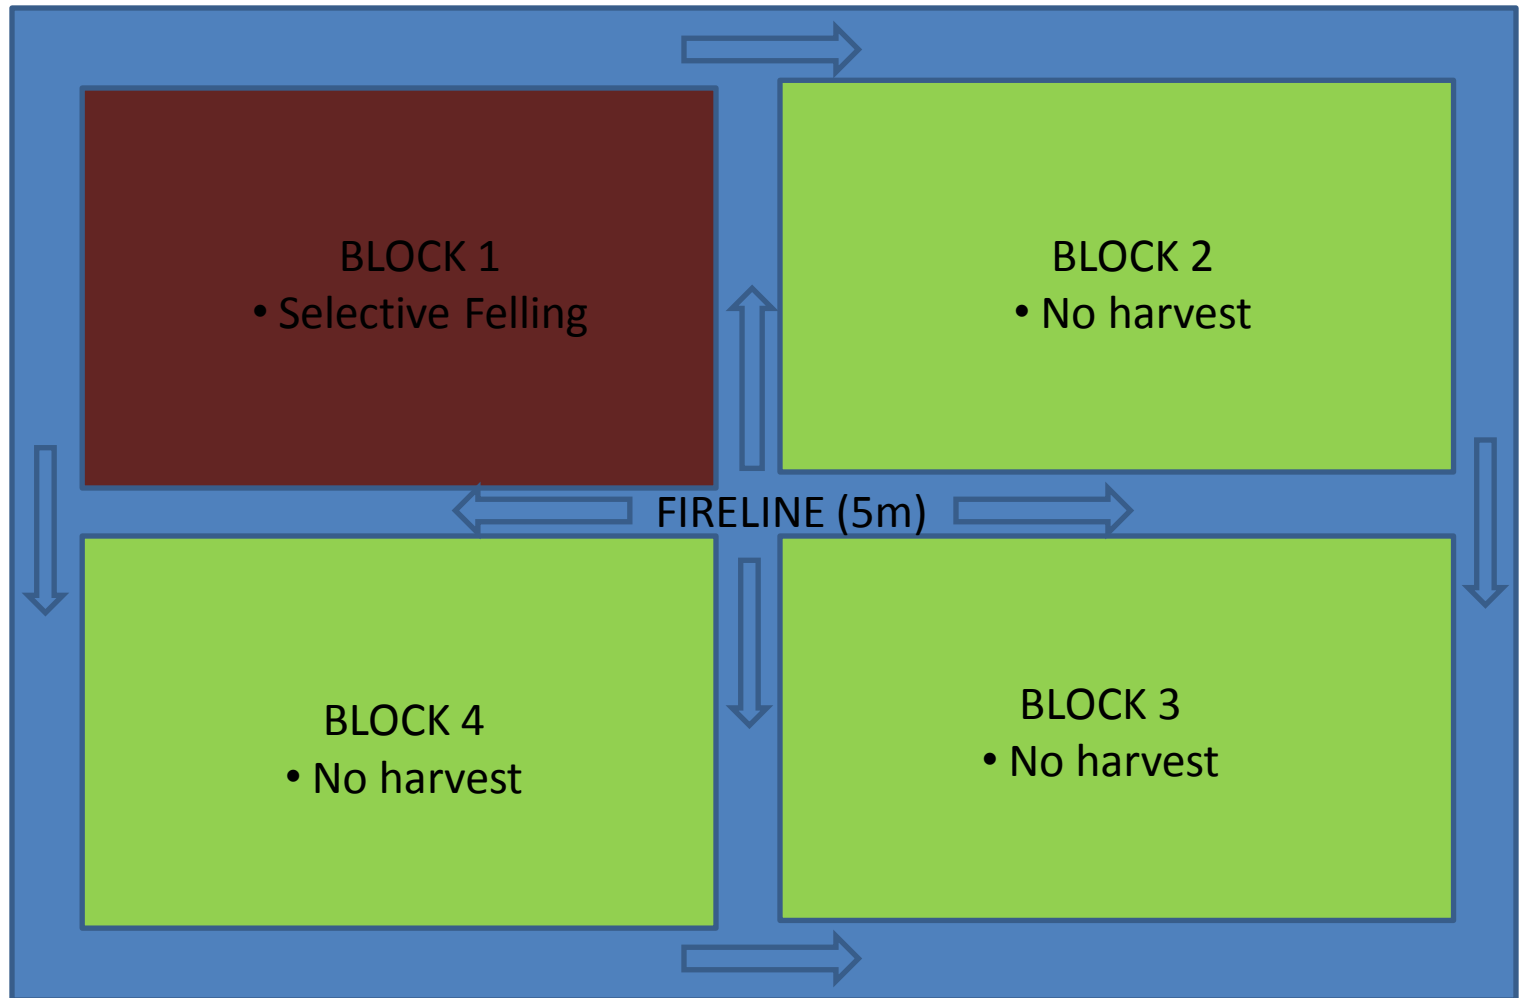 BLOCK 1
• Selective Felling
BLOCK 2
• No harvest
FIRELINE (5m)
BLOCK 4
• No harvest
BLOCK 3
• No harvest